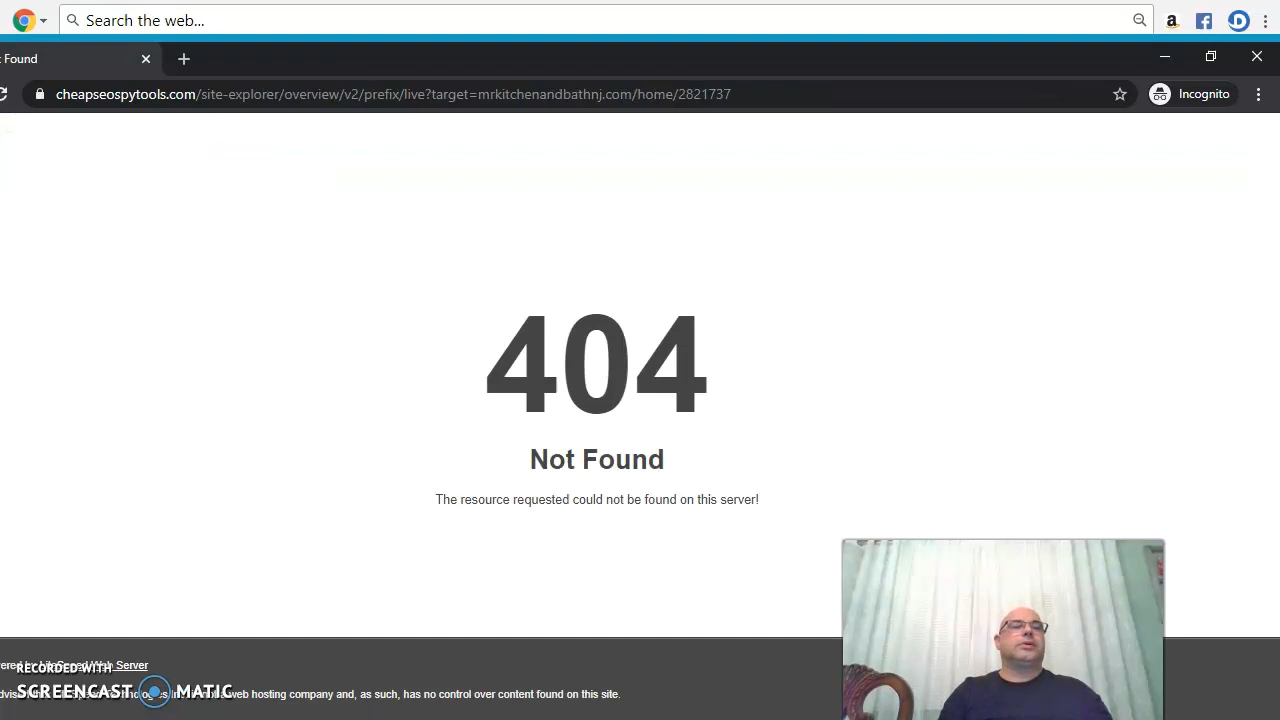 Search the web...
a
Found
cheapseospytools.com/site-explorer/overview/v2/prefix/live?target=mrkitchenandbathnj.com/home/2821737
Incognito
404
Not Found
The resource requested could not be found on this server!
Server
RECORDED WITH
SCREENCAST MATIC
web hosting company and, as such, has no control over content found on this site.